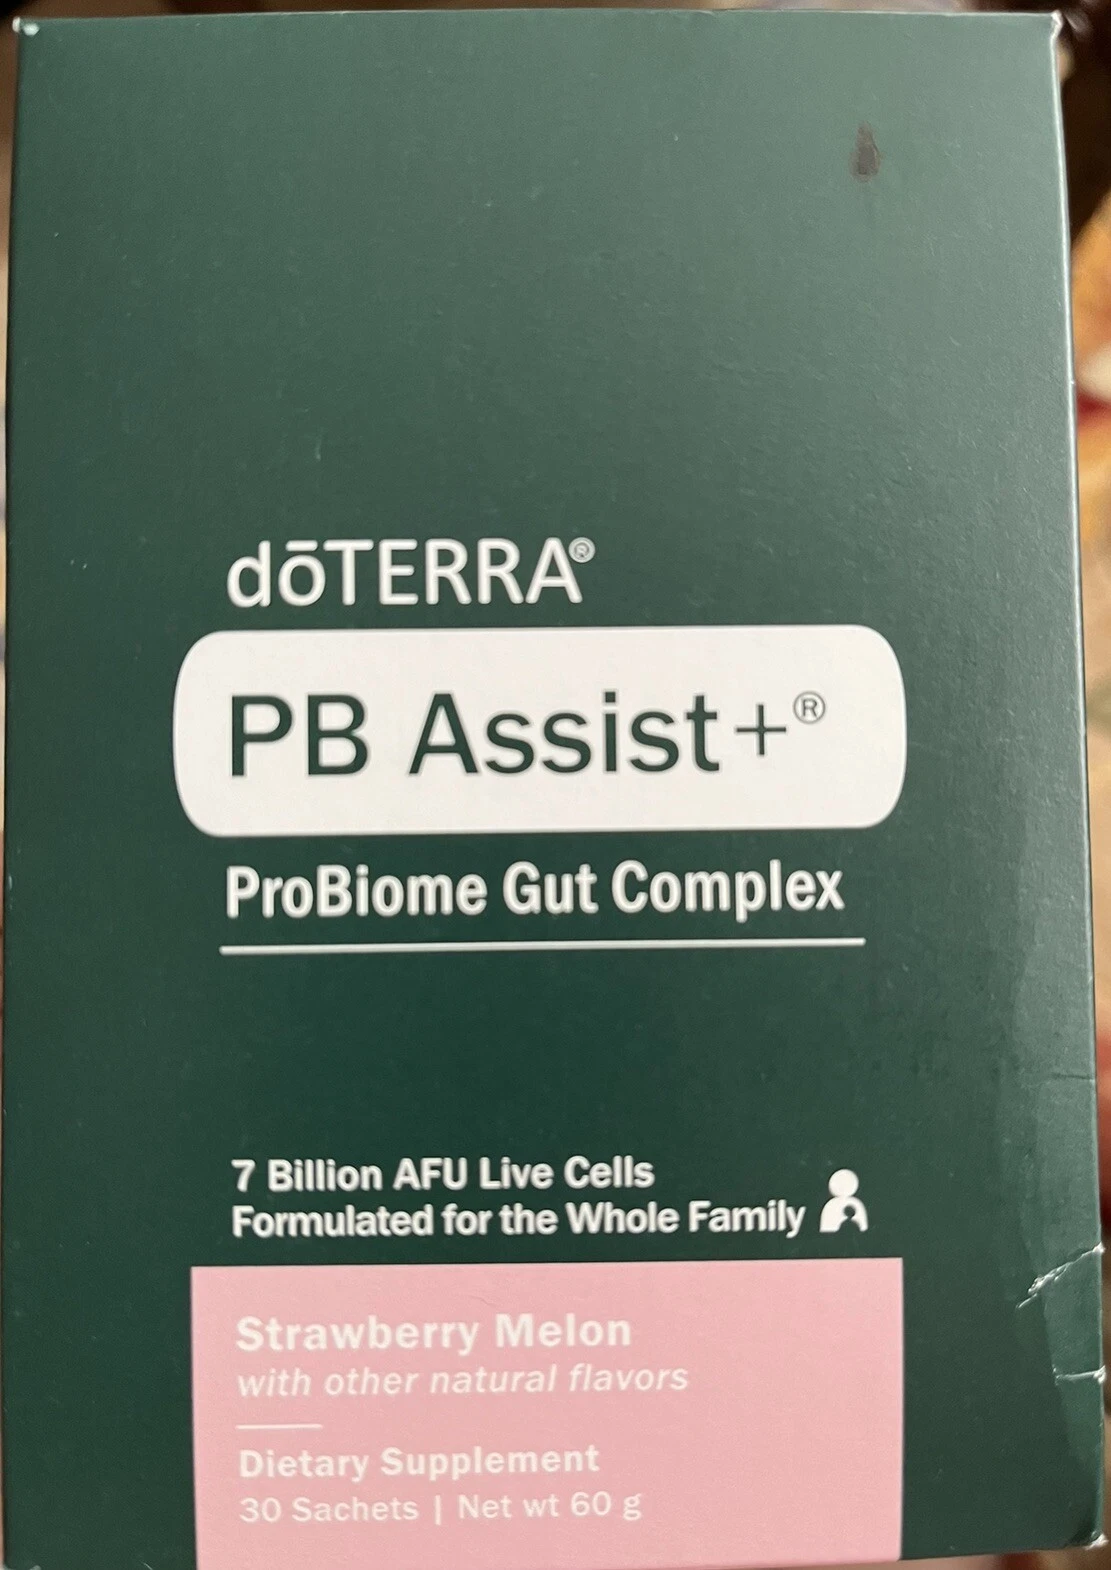 dōTERRA®
PB Assist+®
ProBiome Gut Complex
7 Billion AFU Live Cells
Formulated for the Whole Family
Strawberry Melon
with other natural flavors
Dietary Supplement
30 Sachets | Net wt 60 g